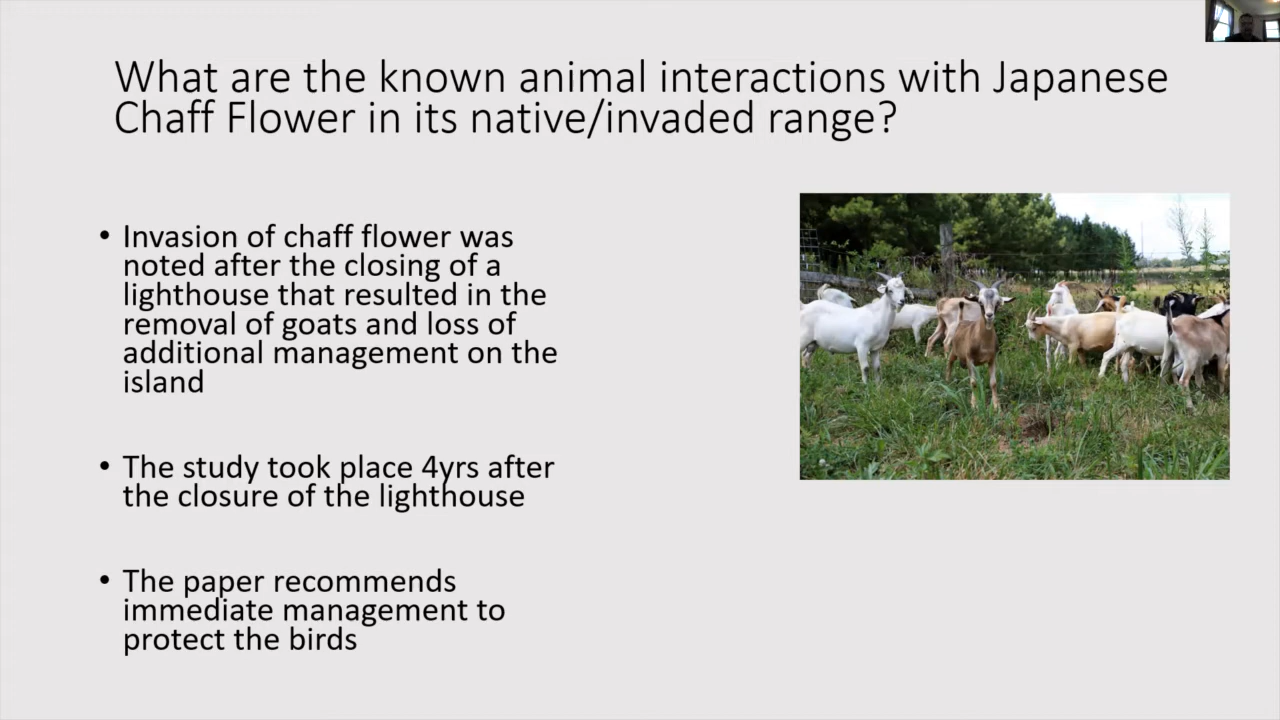 What are the known animal interactions with Japanese
Chaff Flower in its native/invaded range?
• Invasion of chaff flower was
noted after the closing of a
lighthouse that resulted in the
removal of goats and loss of
additional management on the
island
• The study took place 4yrs after
the closure of the lighthouse
• The paper recommends
immediate management to
protect the birds